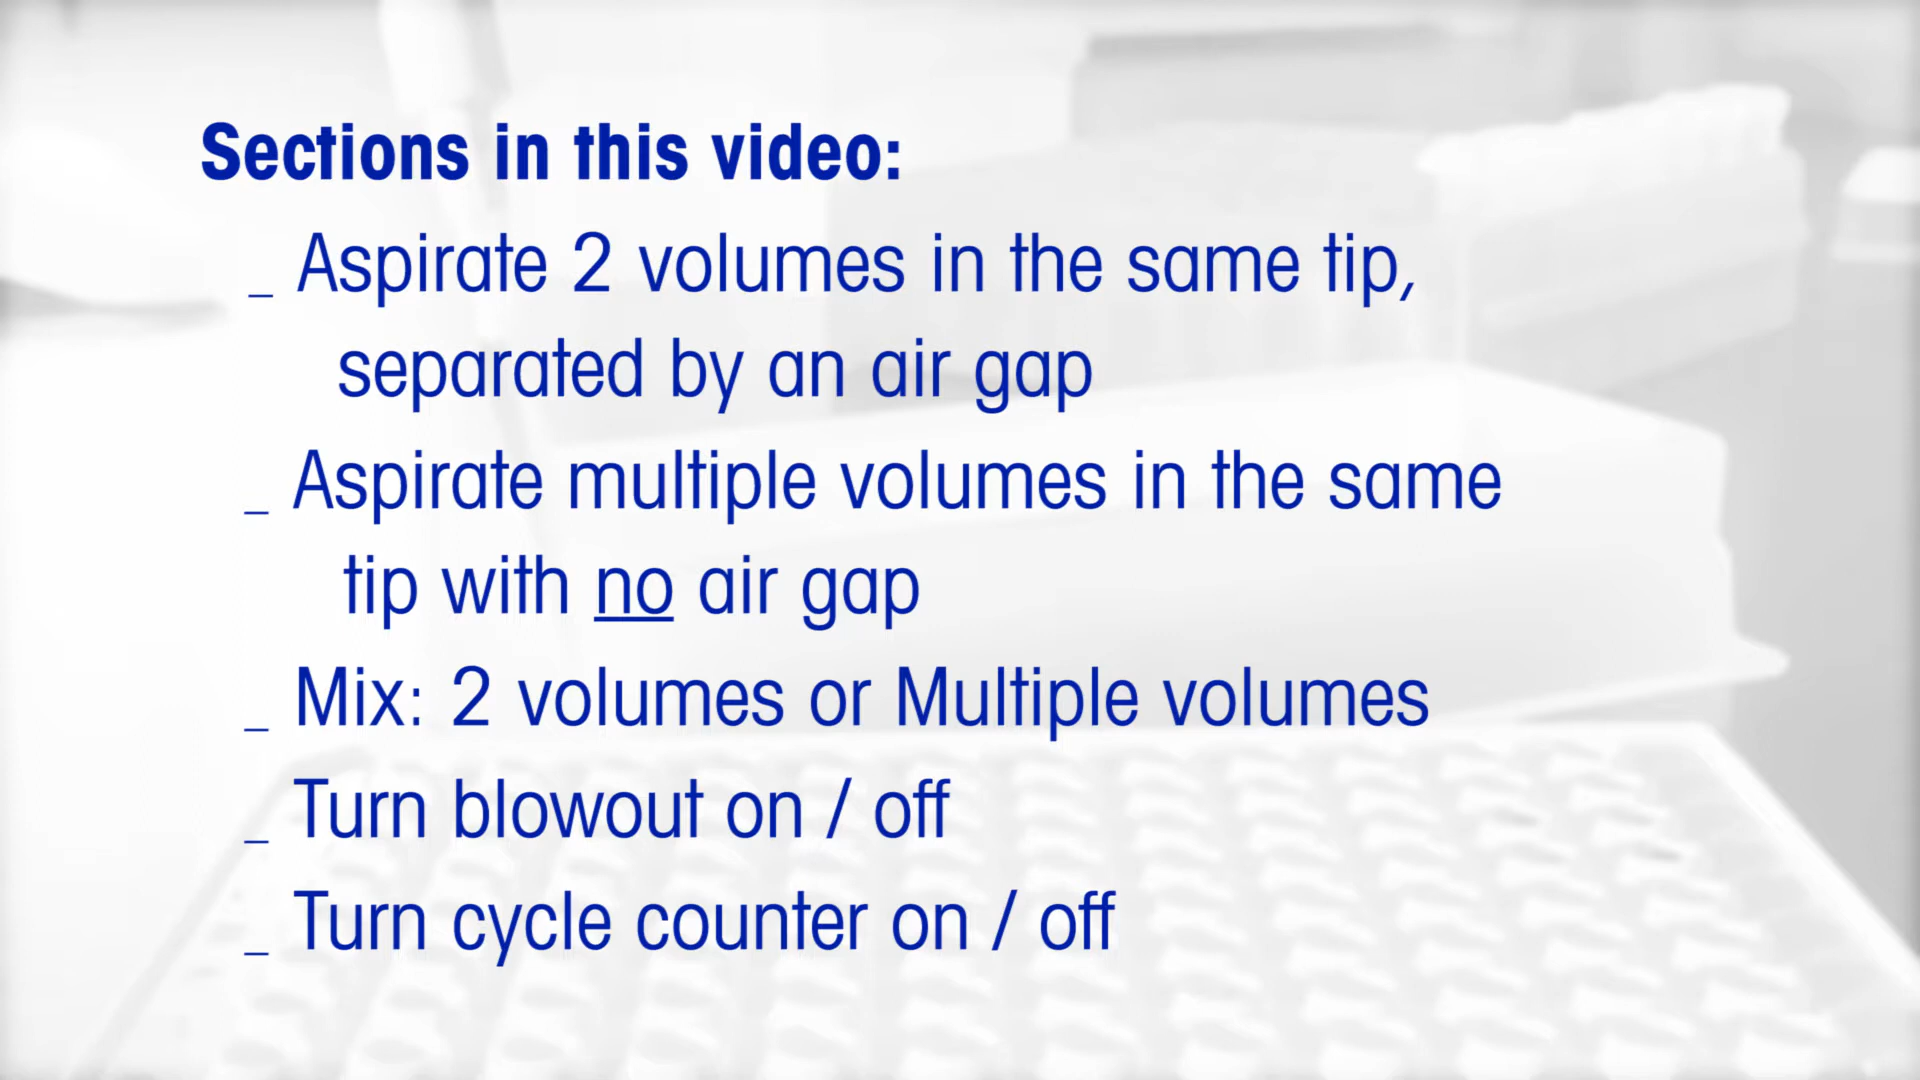 Sections in this video:
_ Aspirate 2 volumes in the same tip,
separated by an air gap
_ Aspirate multiple volumes in the same
tip with no air gap
_ Mix: 2 volumes or Multiple volumes
_ Turn blowout on / off
_ Turn cycle counter on / off